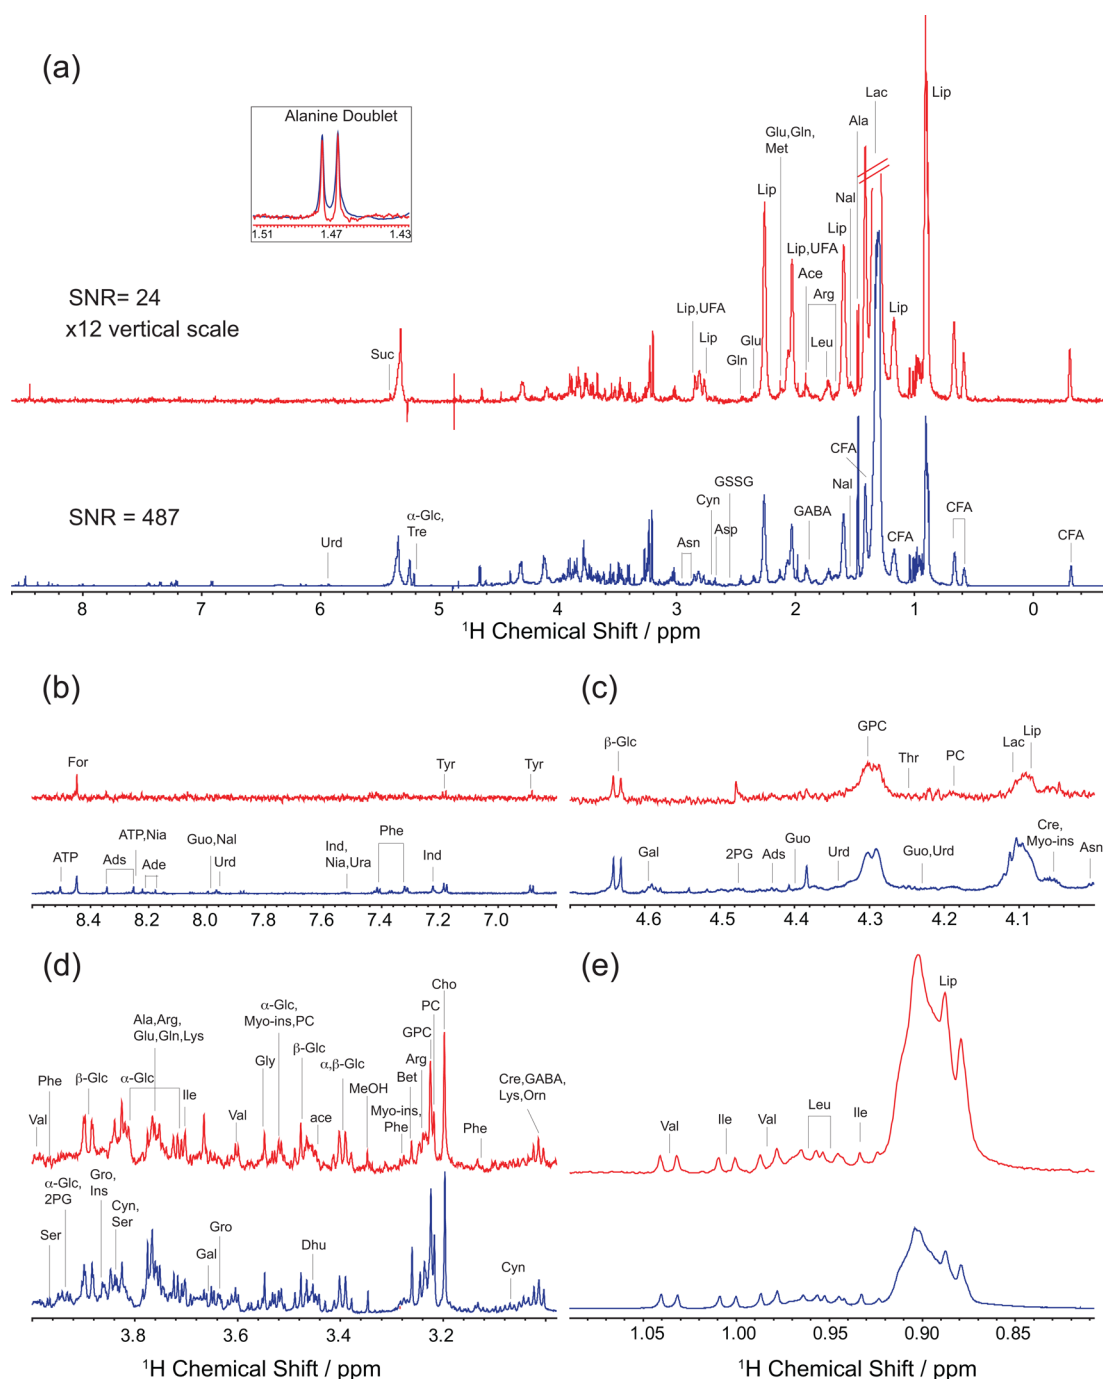 (a)
Alanine Doublet
1.51 1.47 1.43
SNR= 24
x12 vertical scale
Suc
Lip,UFA
Lip
Gln
Glu
Lip
Glu,Gln,
Met
Lip,UFA
Ace
Arg
Leu
Lip
Nal
Ala
Lac
Lip
Lip
SNR = 487
Urd
α-Glc,
Tre
Asn
Cyn
Asp
GSSG
GABA
Nal
CFA
CFA
CFA
CFA
8 7 6 5 4 3 2 1 0
¹H Chemical Shift / ppm
(b)
For
Tyr
Tyr
ATP
Ads
ATP,Nia
Ade
Guo,Nal
Urd
Ind,
Nia,Ura
Phe
Ind
8.4 8.2 8.0 7.8 7.6 7.4 7.2 7.0
(c)
β-Glc
GPC
Thr
PC
Lac
Lip
Gal
2PG
Ads
Guo
Urd
Guo,Urd
Cre,
Myo-ins
Asn
4.6 4.5 4.4 4.3 4.2 4.1
(d)
Val
Phe
β-Glc
Ala,Arg,
Glu,Gln,Lys
α-Glc
Ile
Val
Gly
α-Glc,
Myo-ins,PC
β-Glc
ace
α,β-Glc
MeOH
Myo-ins,
Phe
Bet
Arg
GPC
PC
Cho
Phe
Cre,GABA,
Lys,Orn
Ser
α-Glc,
2PG
Gro,
Ins
Cyn,
Ser
Gal
Gro
Dhu
Cyn
3.8 3.6 3.4 3.2
¹H Chemical Shift / ppm
(e)
Val
Ile
Val
Leu
Ile
Lip
1.05 1.00 0.95 0.90 0.85
¹H Chemical Shift / ppm